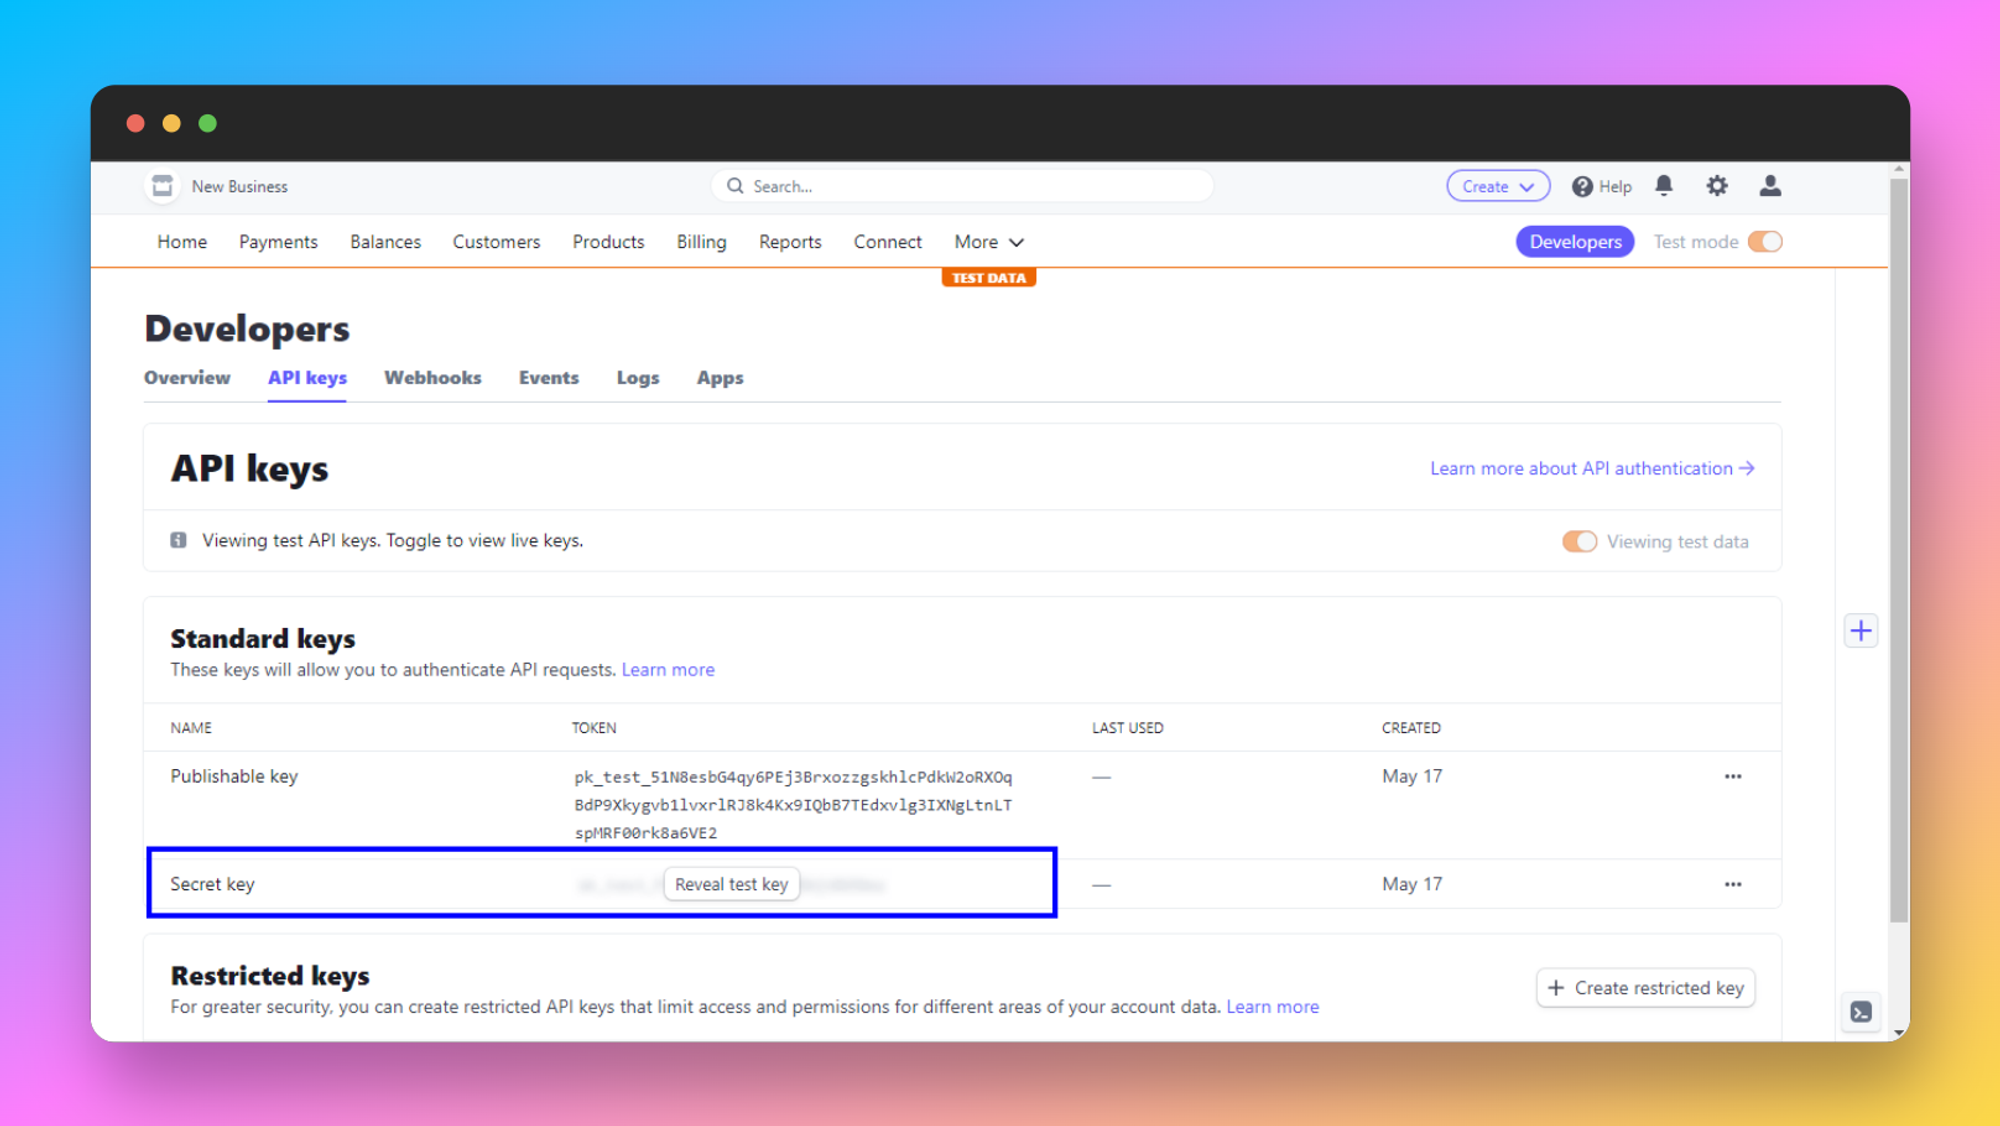 New Business
Search...
Create
Help
Home Payments Balances Customers Products Billing Reports Connect More
Developers Test mode
TEST DATA
Developers
Overview API keys Webhooks Events Logs Apps
API keys
Learn more about API authentication →
Viewing test API keys. Toggle to view live keys.
Viewing test data
Standard keys
These keys will allow you to authenticate API requests. Learn more
NAME TOKEN LAST USED CREATED
Publishable key pk_test_51N8esbG4qy6PEj3BrxozzgskhlcPdkW2oRXOq — May 17 •••
BdP9Xkygvb1lvxrlRJ8k4Kx9IQbB7TEdxvlg3IXNgLtnLT
spMRF00rk8a6VE2
Secret key Reveal test key — May 17 •••
Restricted keys
For greater security, you can create restricted API keys that limit access and permissions for different areas of your account data. Learn more
+ Create restricted key